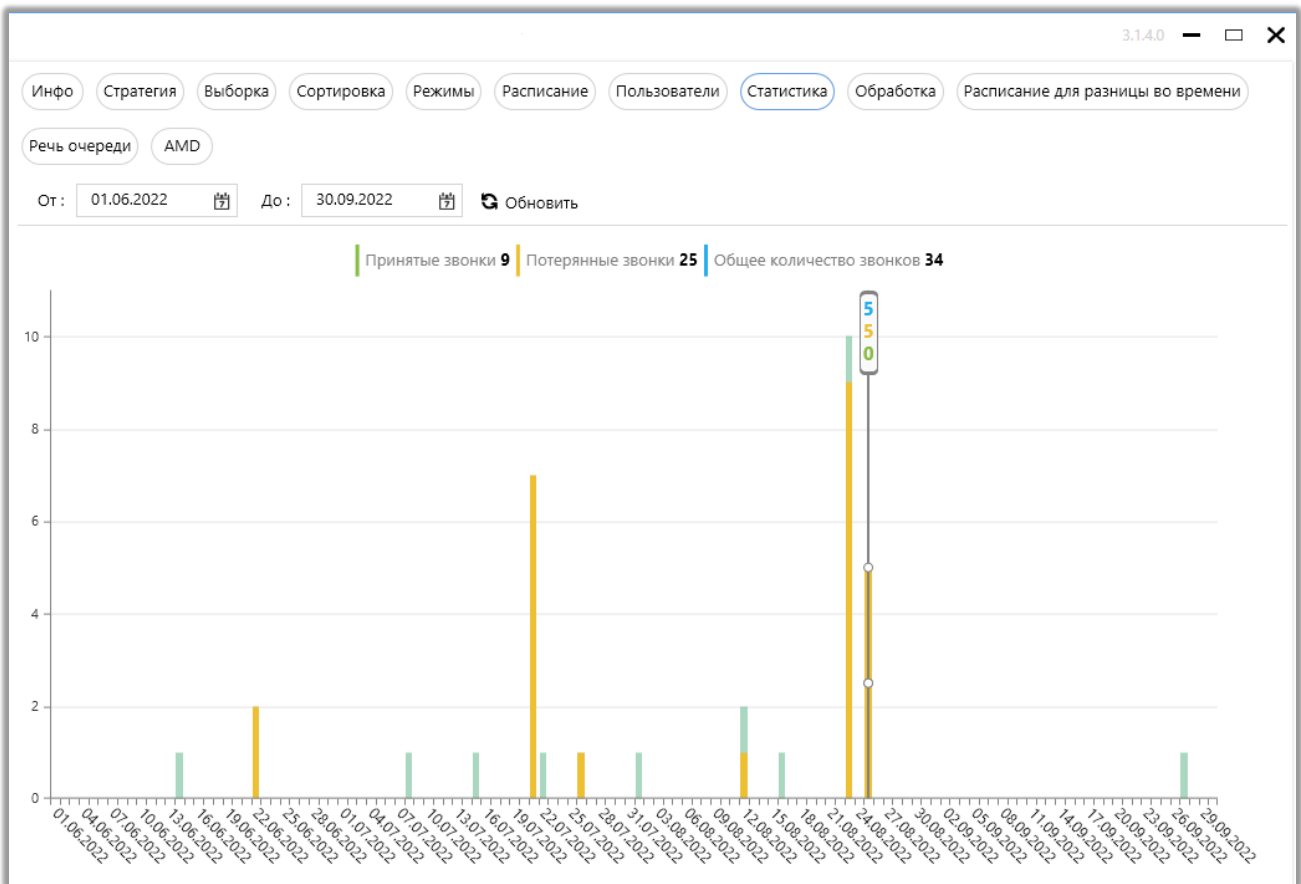 3.1.4.0
Инфо Стратегия Выборка Сортировка Режимы Расписание Пользователи Статистика Обработка Расписание для разницы во времени
Речь очереди AMD
От : 01.06.2022 7 До : 30.09.2022 7 Обновить
Принятые звонки 9 Потерянные звонки 25 Общее количество звонков 34
5
5
0
10
8
6
4
2
0
01.06.2022 04.06.2022 07.06.2022 10.06.2022 13.06.2022 16.06.2022 19.06.2022 22.06.2022 25.06.2022 28.06.2022 01.07.2022 04.07.2022 07.07.2022 10.07.2022 13.07.2022 16.07.2022 19.07.2022 22.07.2022 25.07.2022 28.07.2022 31.07.2022 03.08.2022 06.08.2022 09.08.2022 12.08.2022 15.08.2022 18.08.2022 21.08.2022 24.08.2022 27.08.2022 30.08.2022 02.09.2022 05.09.2022 08.09.2022 11.09.2022 14.09.2022 17.09.2022 20.09.2022 23.09.2022 26.09.2022 29.09.2022